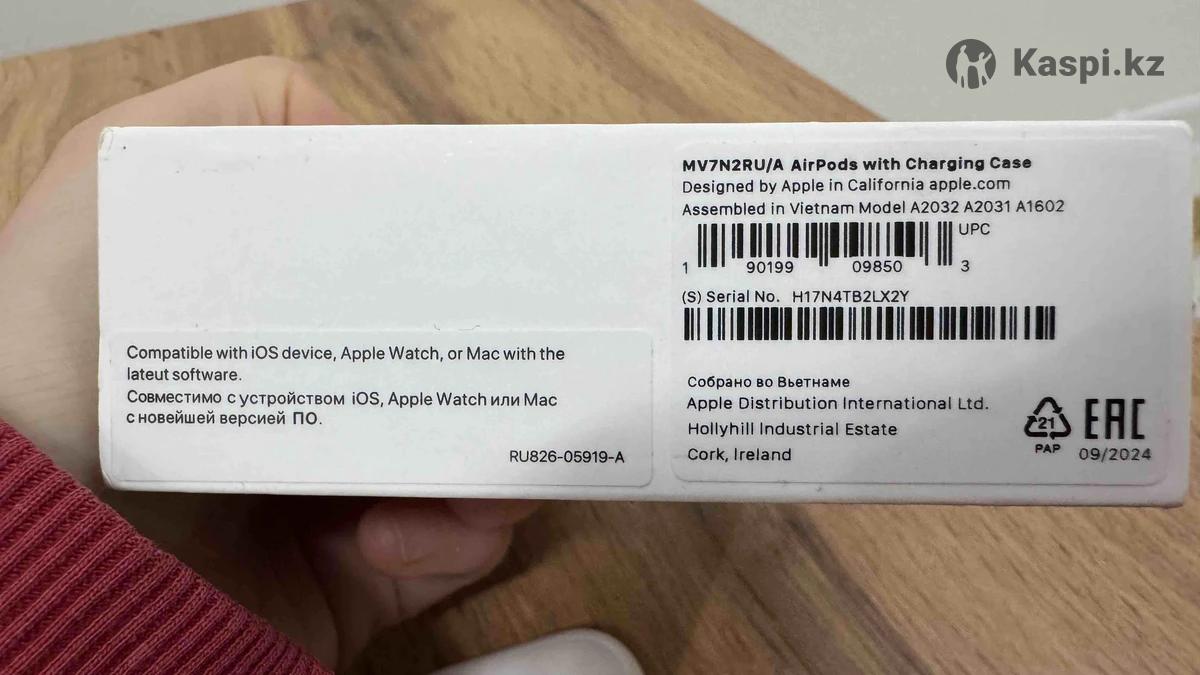 Kaspi.kz
MV7N2RU/A AirPods with Charging Case
Designed by Apple in California apple.com
Assembled in Vietnam Model A2032 A2031 A1602
UPC
1 90199 09850 3
(S) Serial No. H17N4TB2LX2Y
Compatible with iOS device, Apple Watch, or Mac with the
lateut software.
Совместимо с устройством iOS, Apple Watch или Mac
с новейшей версией ПО.
RU826-05919-A
Собрано во Вьетнаме
Apple Distribution International Ltd.
Hollyhill Industrial Estate
Cork, Ireland
21
PAP
EAC
09/2024